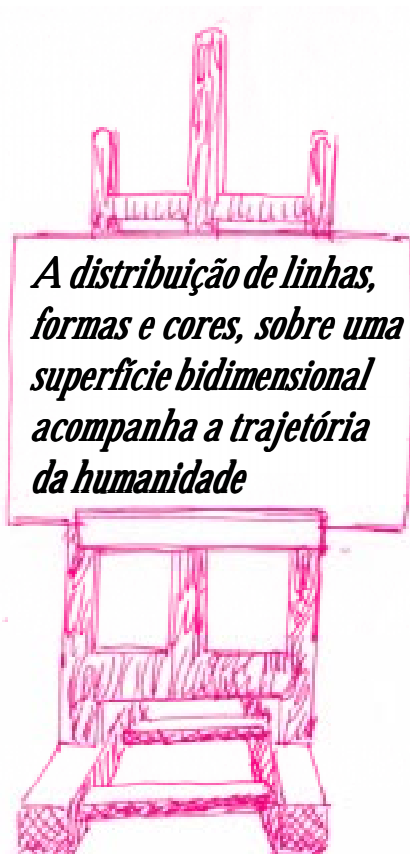 A distribuição de linhas,
formas e cores, sobre uma
superfície bidimensional
acompanha a trajetória
da humanidade